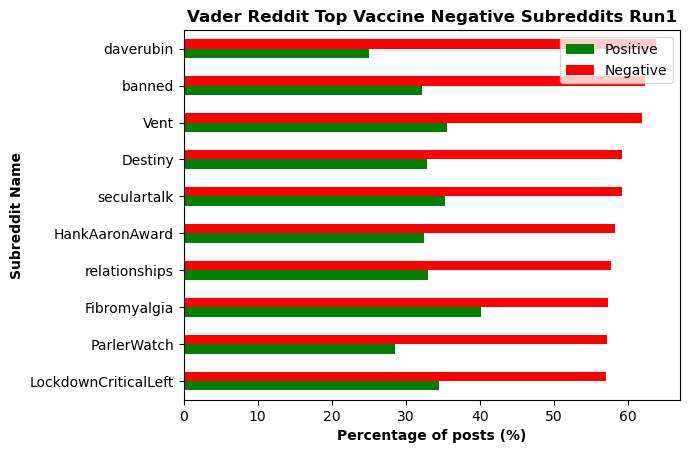 Vader Reddit Top Vaccine Negative Subreddits Run1
Positive
Negative
Subreddit Name
daverubin
banned
Vent
Destiny
seculartalk
HankAaronAward
relationships
Fibromyalgia
ParlerWatch
LockdownCriticalLeft
0 10 20 30 40 50 60
Percentage of posts (%)